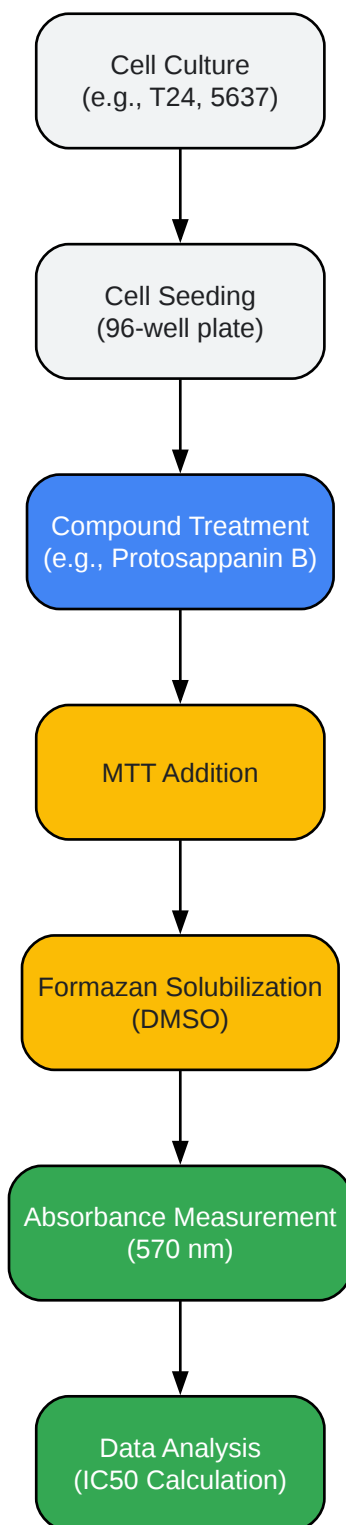 Cell Culture
(e.g., T24, 5637)
Cell Seeding
(96-well plate)
Compound Treatment
(e.g., Protosappanin B)
MTT Addition
Formazan Solubilization
(DMSO)
Absorbance Measurement
(570 nm)
Data Analysis
(IC50 Calculation)